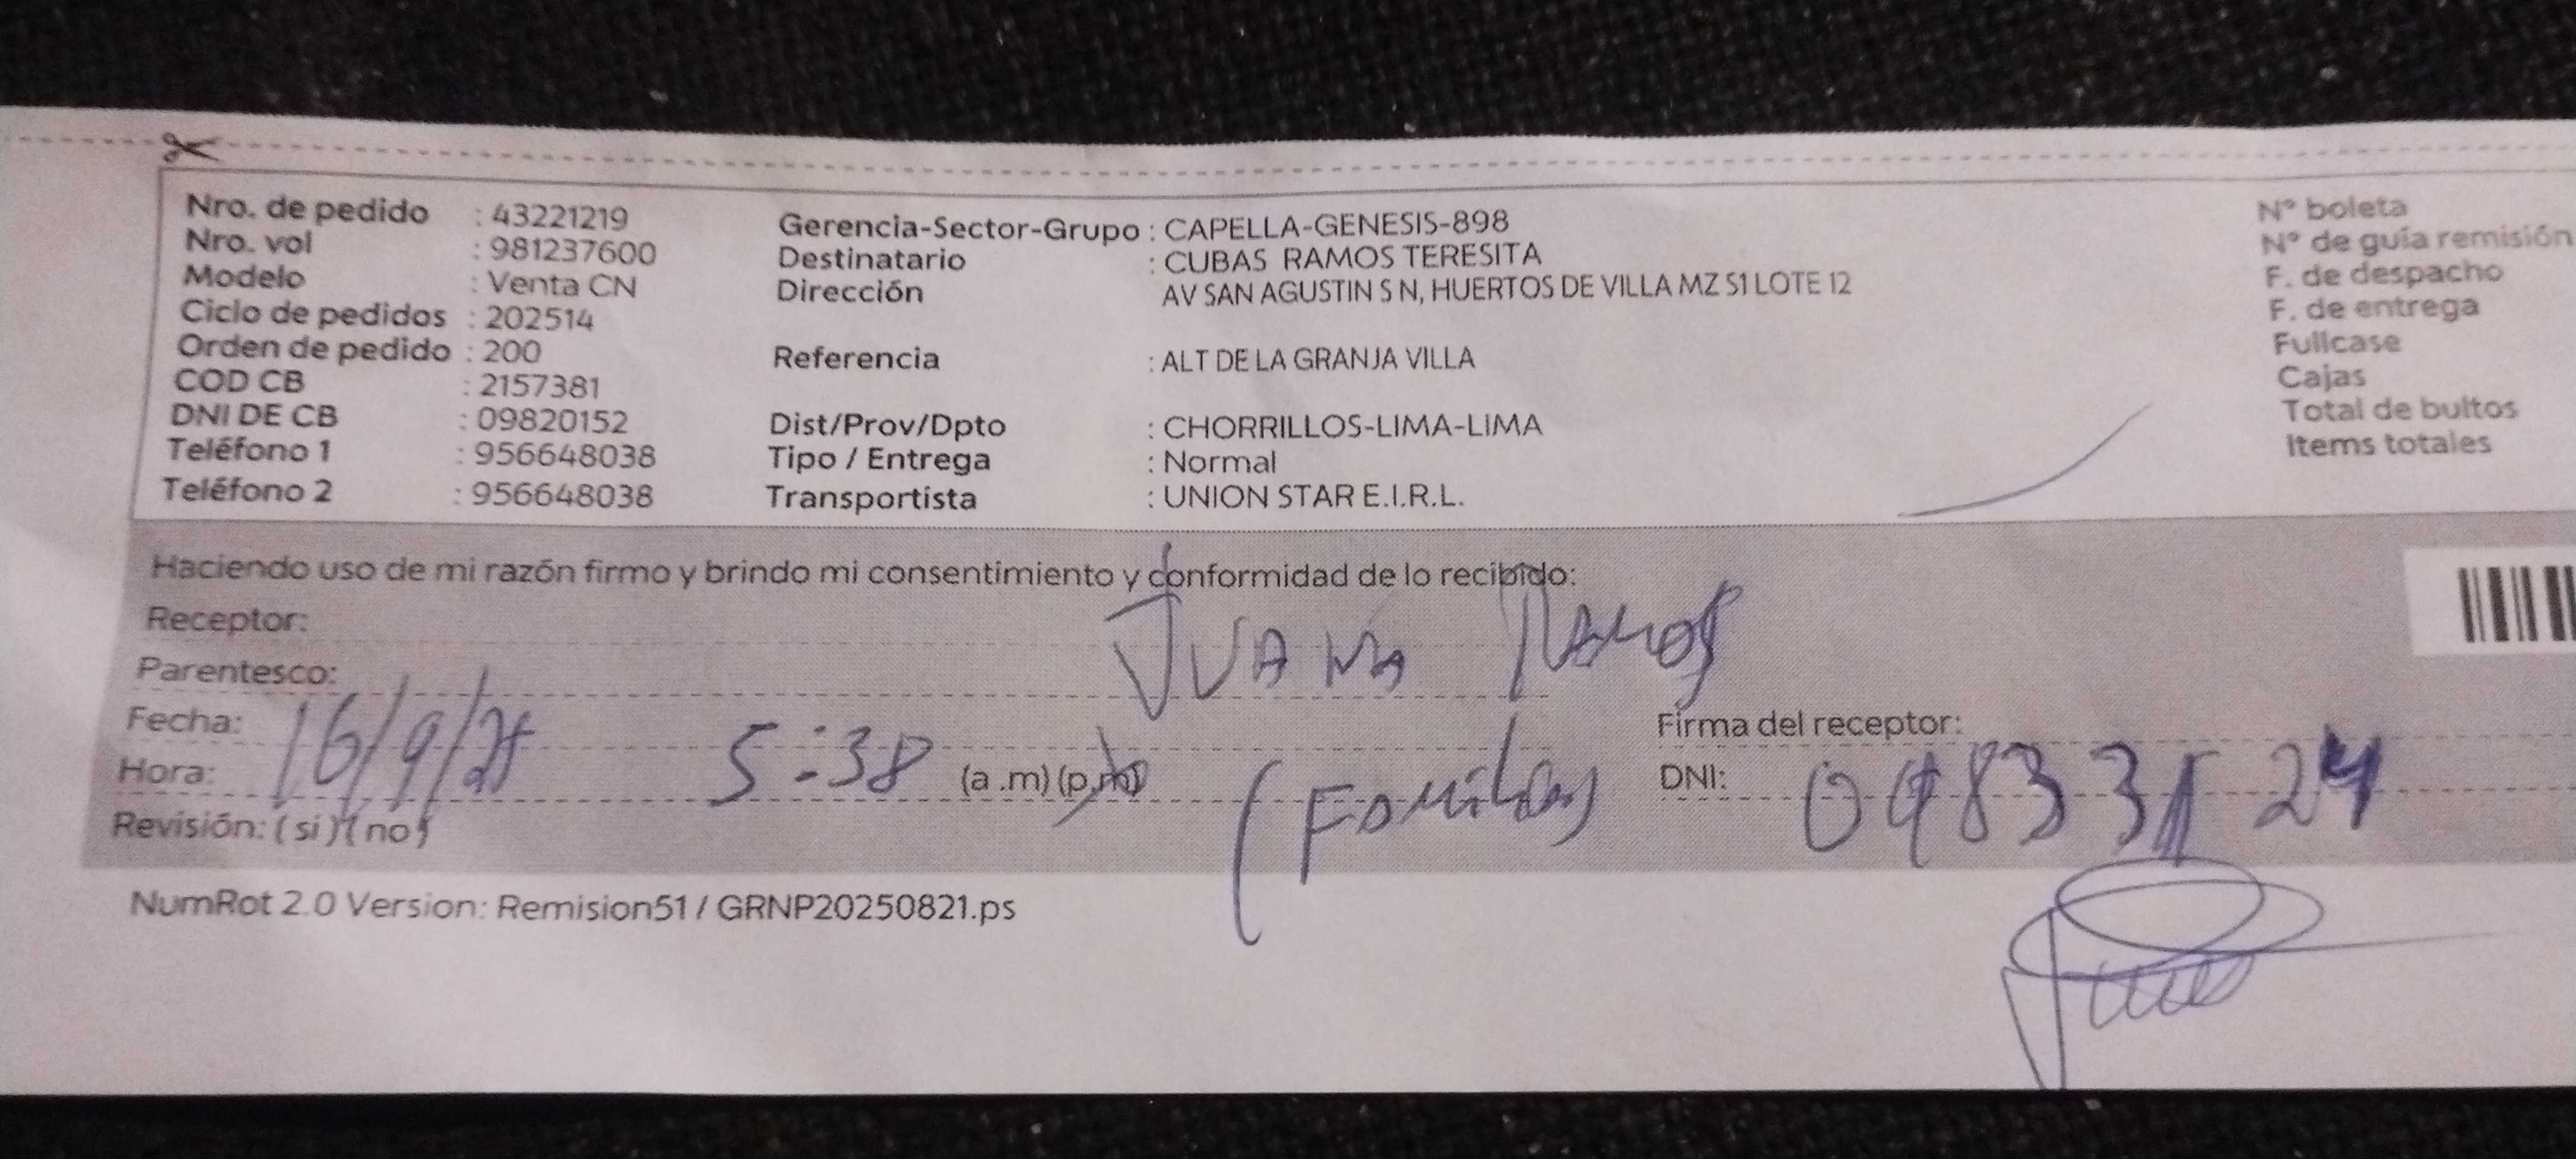 Nro. de pedido : 43221219
Nro. vol : 981237600
Modelo : Venta CN
Ciclo de pedidos : 202514
Orden de pedido : 200
COD CB : 2157381
DNI DE CB : 09820152
Teléfono 1 : 956648038
Teléfono 2 : 956648038
Gerencia-Sector-Grupo : CAPELLA-GENESIS-898
Destinatario : CUBAS RAMOS TERESITA
Dirección AV SAN AGUSTIN S N, HUERTOS DE VILLA MZ S1 LOTE 12
Referencia : ALT DE LA GRANJA VILLA
Dist/Prov/Dpto : CHORRILLOS-LIMA-LIMA
Tipo / Entrega : Normal
Transportista : UNION STAR E.I.R.L.
N° boleta
N° de guía remisión
F. de despacho
F. de entrega
Fullcase
Cajas
Total de bultos
Items totales
Haciendo uso de mi razón firmo y brindo mi consentimiento y conformidad de lo recibido:
Receptor: JUANA RAMOS
Parentesco:
Fecha: 16/9/25
Hora: 5:38 (a .m) (p.m)
(Familia)
Firma del receptor:
DNI:
Revisión: ( si ) ( no )
NumRot 2.0 Version: Remision51 / GRNP20250821.ps